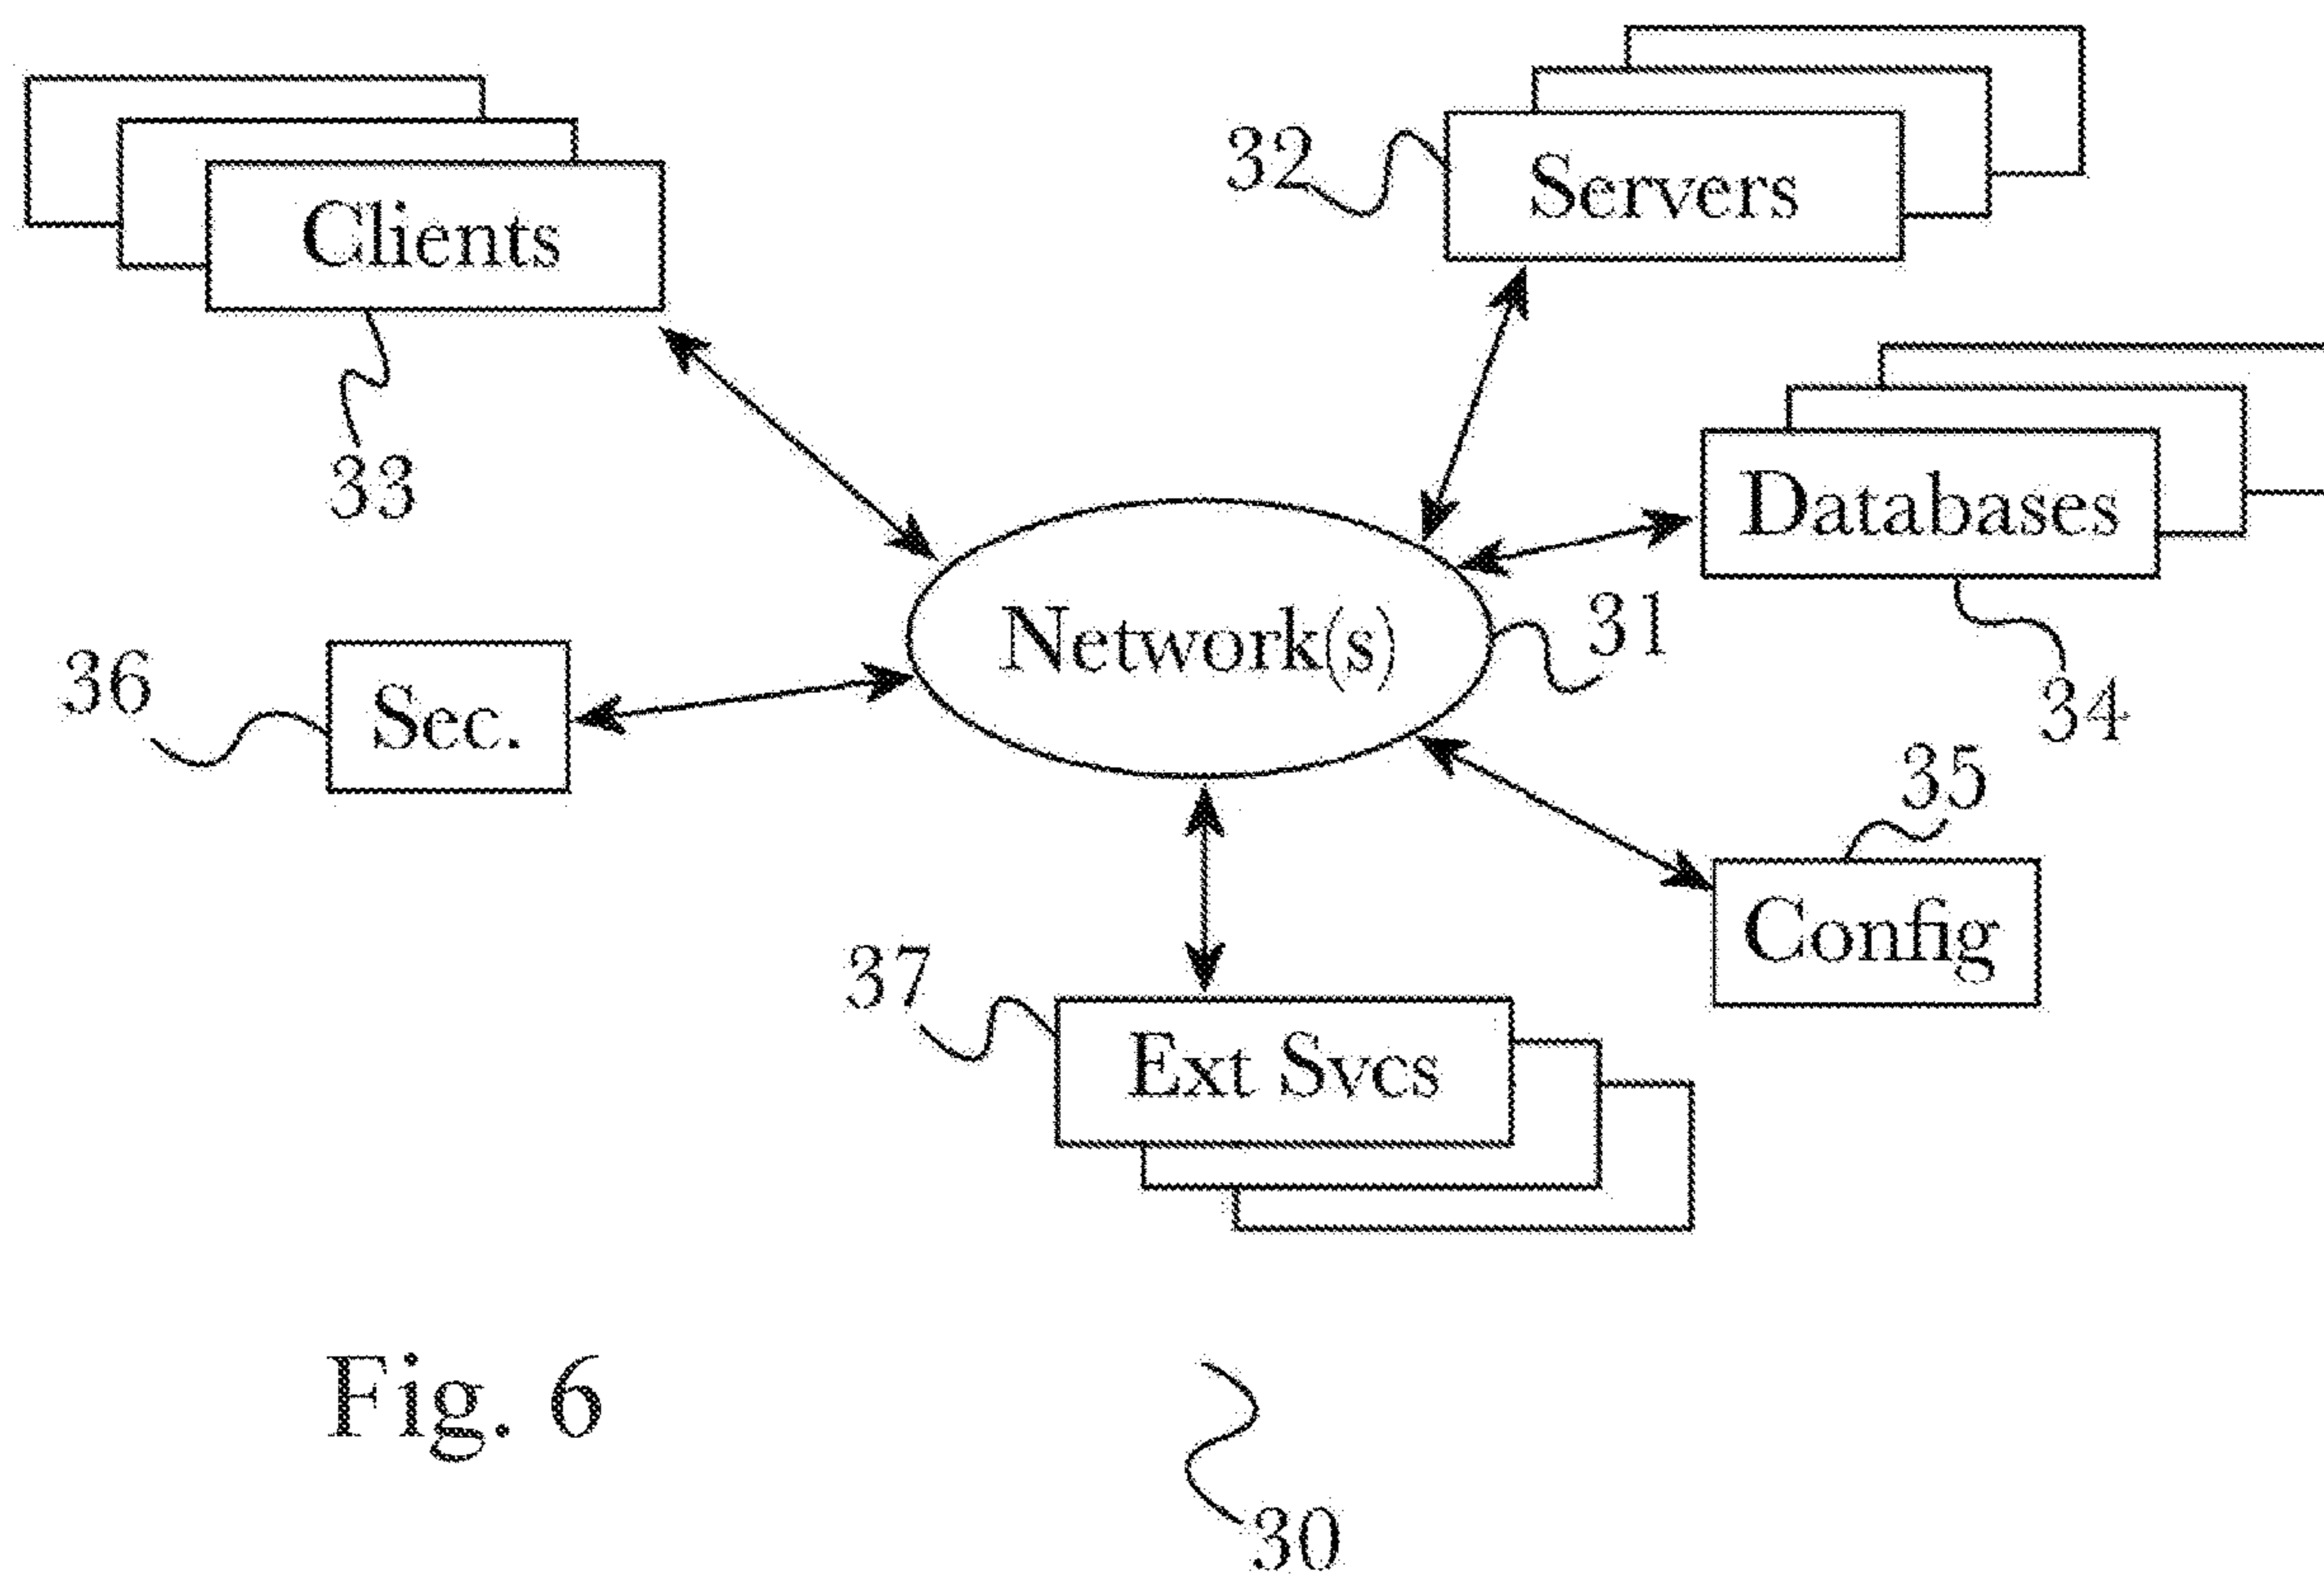 32
Servers
Clients
33
Databases
31
Network(s)
36
Sec.
34
35
Config
37
Ext Svcs
Fig. 6
30